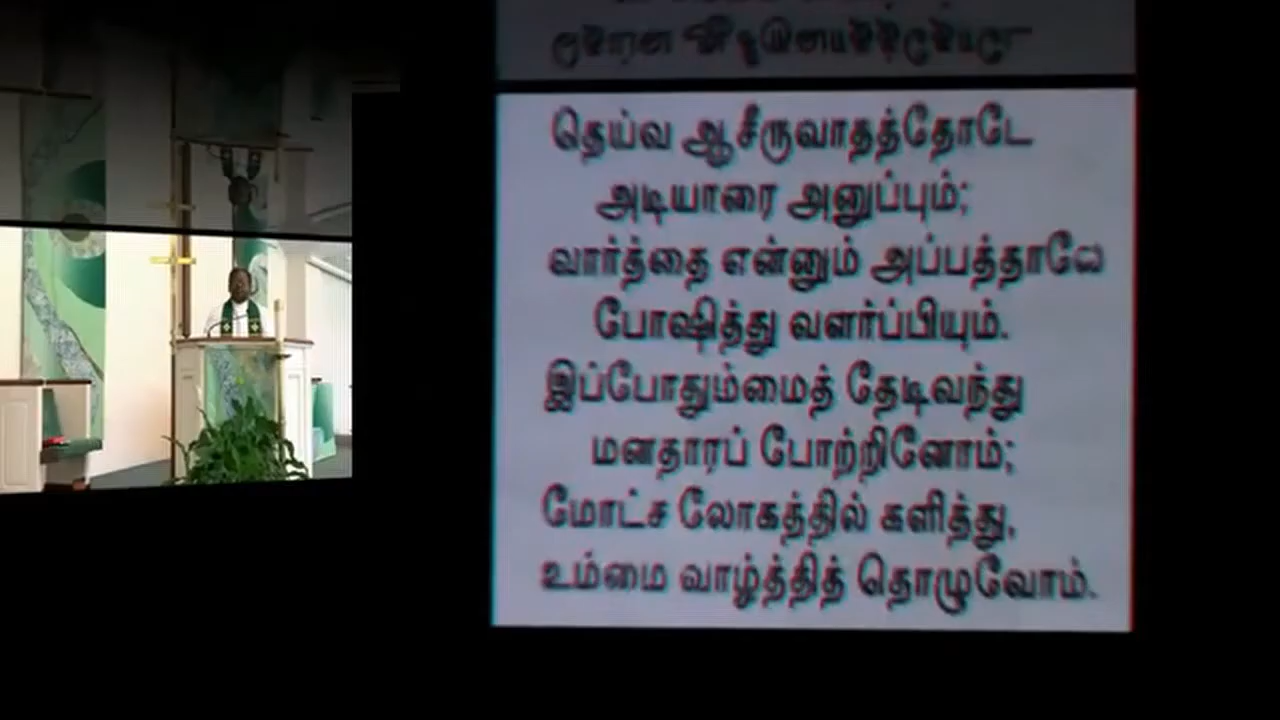 தெய்வ ஆசீருவாதத்தோடே
அடியாரை அனுப்பும்;
வார்த்தை என்னும் அப்பத்தாலே
போஷித்து வளர்ப்பியும்.
இப்போதும்மைத் தேடிவந்து
மனதாரப் போற்றினோம்;
மோட்ச லோகத்தில் களித்து,
உம்மை வாழ்த்தித் தொழுவோம்.